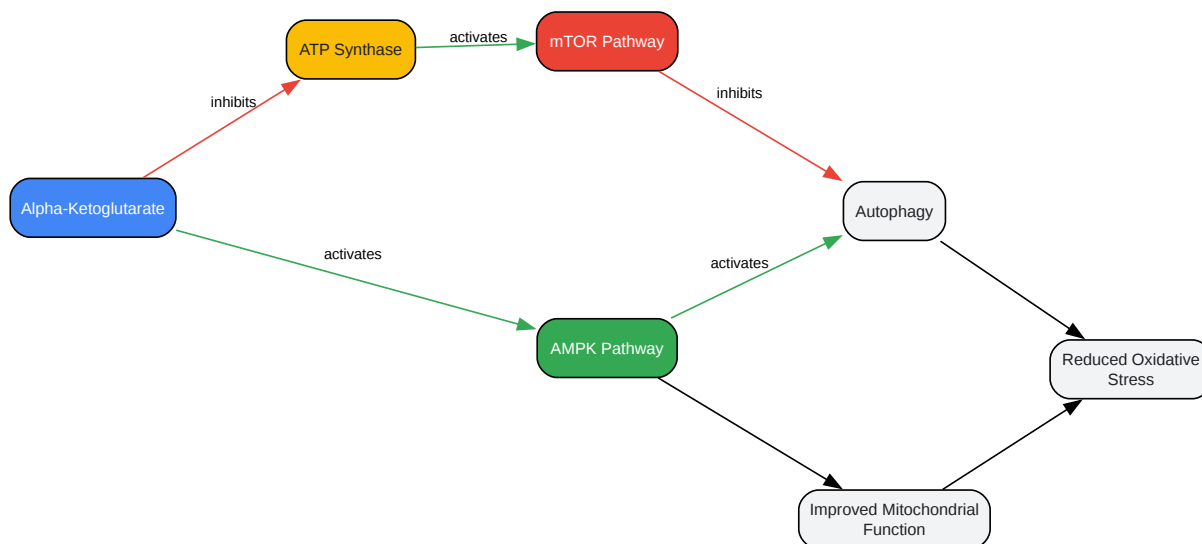 ATP Synthase
activates
mTOR Pathway
inhibits
inhibits
Alpha-Ketoglutarate
Autophagy
activates
activates
AMPK Pathway
Reduced Oxidative
Stress
Improved Mitochondrial
Function